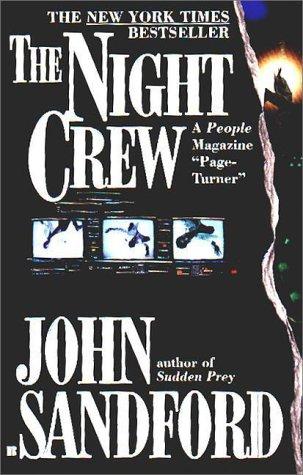 THE NEW YORK TIMES
BESTSELLER
THE
NIGHT
CREW
A People
Magazine
"Page-
Turner"
JOHN
author of
Sudden Prey
SANDFORD